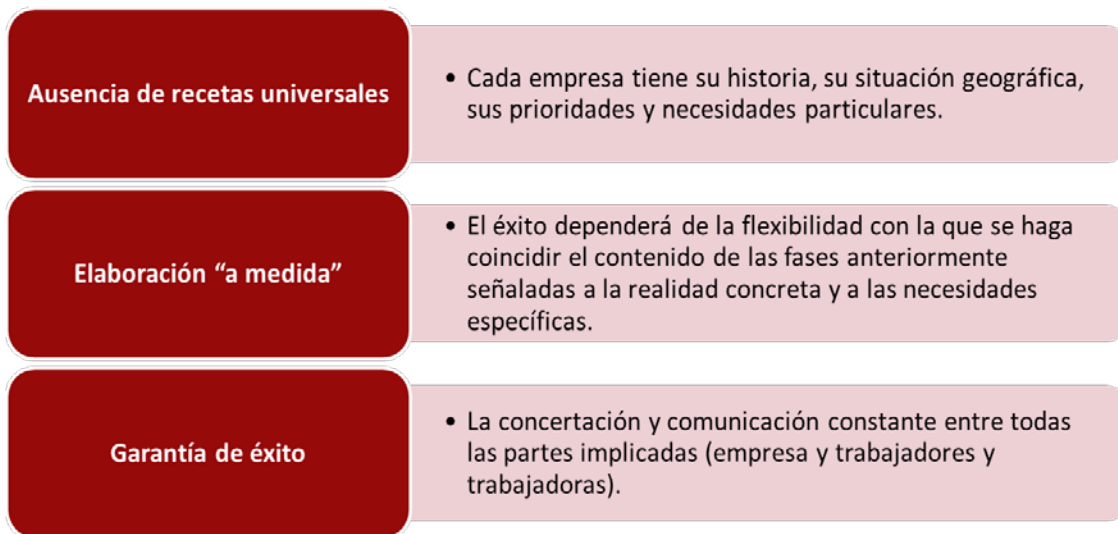 Ausencia de recetas universales
• Cada empresa tiene su historia, su situación geográfica,
sus prioridades y necesidades particulares.
Elaboración “a medida”
• El éxito dependerá de la flexibilidad con la que se haga
coincidir el contenido de las fases anteriormente
señaladas a la realidad concreta y a las necesidades
específicas.
Garantía de éxito
• La concertación y comunicación constante entre todas
las partes implicadas (empresa y trabajadores y
trabajadoras).